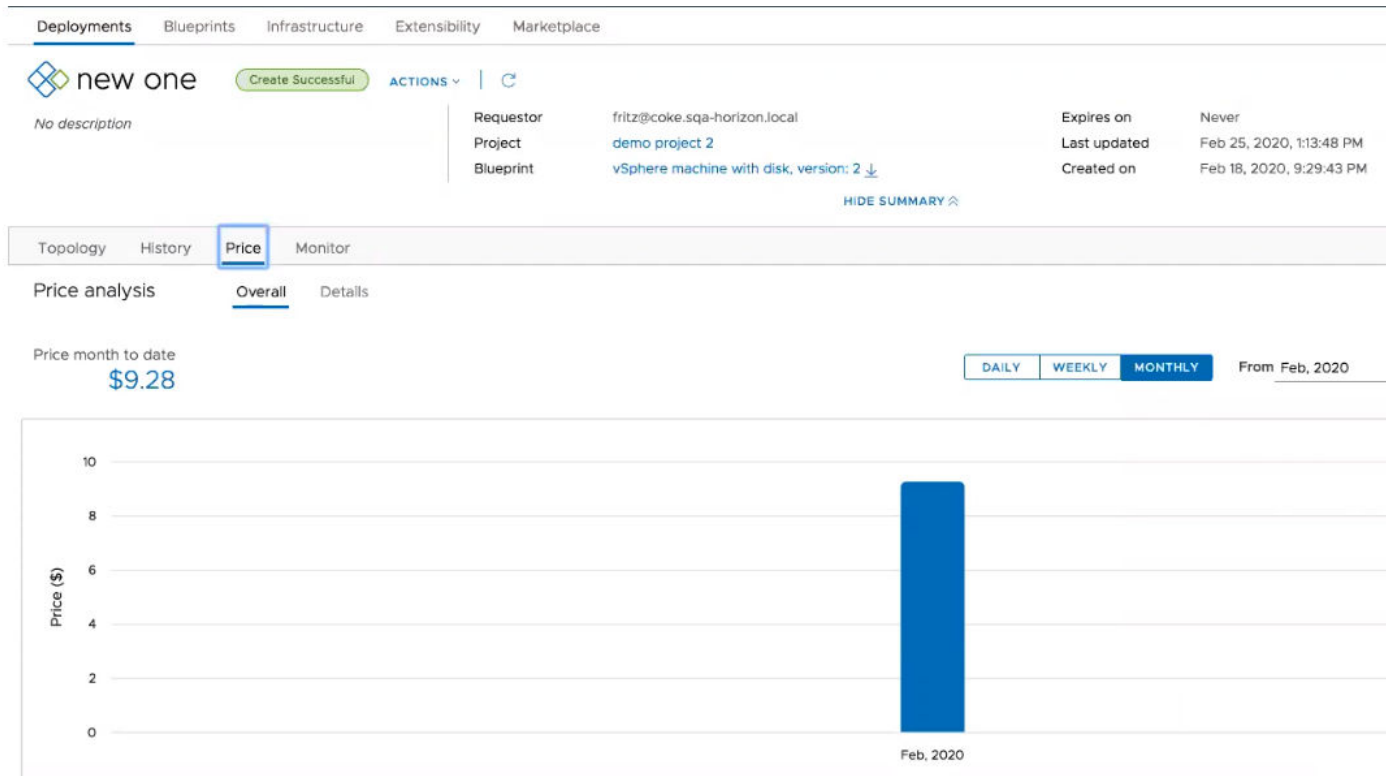 Deployments Blueprints Infrastructure Extensibility Marketplace
new one Create Successful ACTIONS
No description
Requestor fritz@coke.sqa-horizon.local
Project demo project 2
Blueprint vSphere machine with disk, version: 2
Expires on Never
Last updated Feb 25, 2020, 1:13:48 PM
Created on Feb 18, 2020, 9:29:43 PM
HIDE SUMMARY
Topology History Price Monitor
Price analysis Overall Details
Price month to date
$9.28
DAILY WEEKLY MONTHLY From Feb, 2020
10
8
6
4
2
0
Price ($)
Feb, 2020